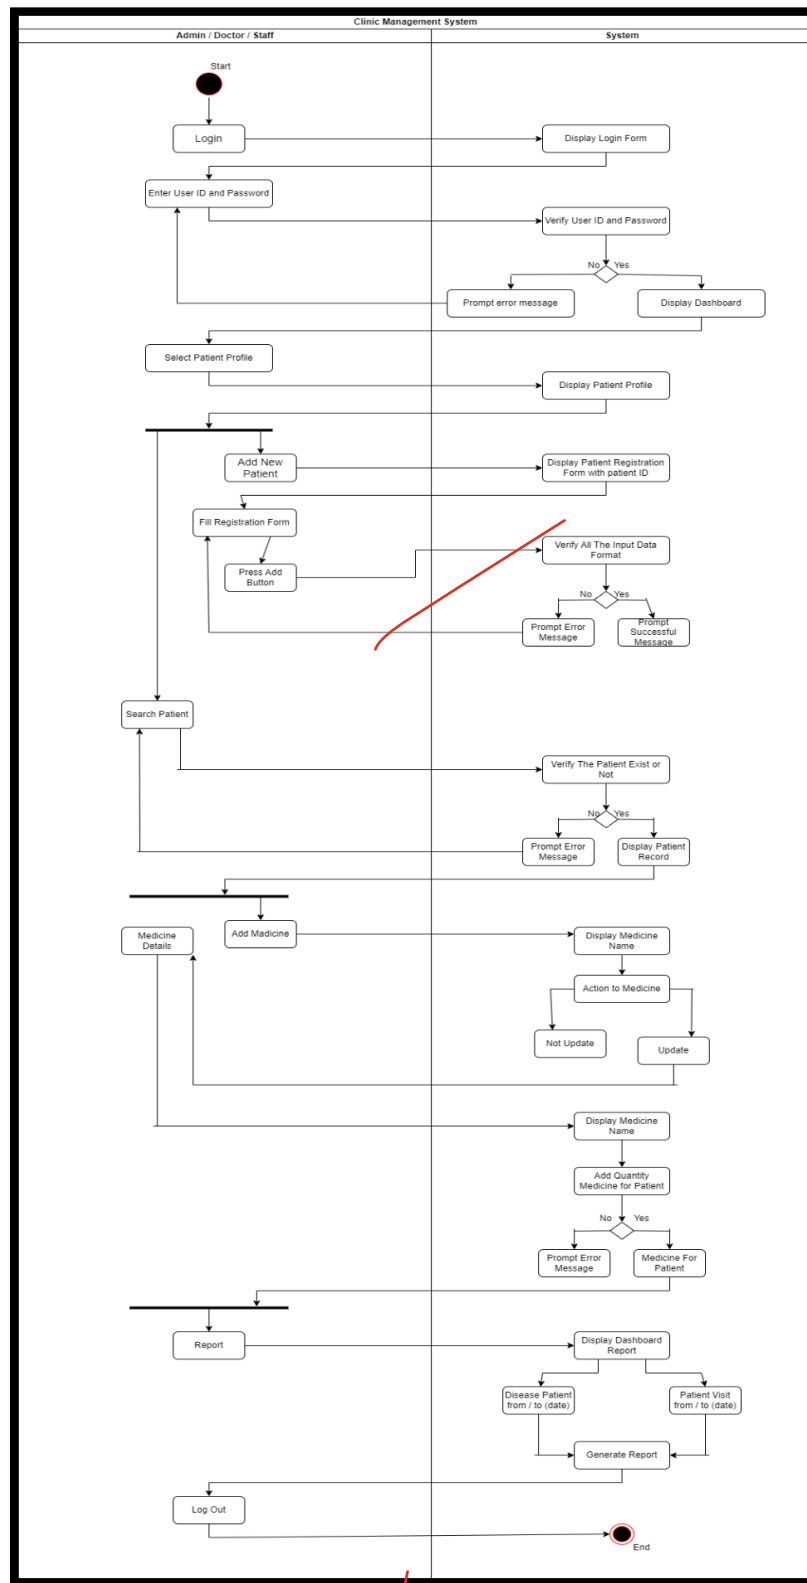 Clinic Management System
Admin / Doctor / Staff
System
Start
Login
Display Login Form
Enter User ID and Password
Verify User ID and Password
No
Yes
Prompt error message
Display Dashboard
Select Patient Profile
Display Patient Profile
Add New
Patient
Display Patient Registration
Form with patient ID
Fill Registration Form
Press Add
Button
Verify All The Input Data
Format
No
Yes
Prompt Error
Message
Prompt
Successful
Message
Search Patient
Verify The Patient Exist or
Not
No
Yes
Prompt Error
Message
Display Patient
Record
Medicine
Details
Add Madicine
Display Medicine
Name
Action to Medicine
Not Update
Update
Display Medicine
Name
Add Quantity
Medicine for Patient
No
Yes
Prompt Error
Message
Medicine For
Patient
Report
Display Dashboard
Report
Disease Patient
from / to (date)
Patient Visit
from / to (date)
Generate Report
Log Out
End